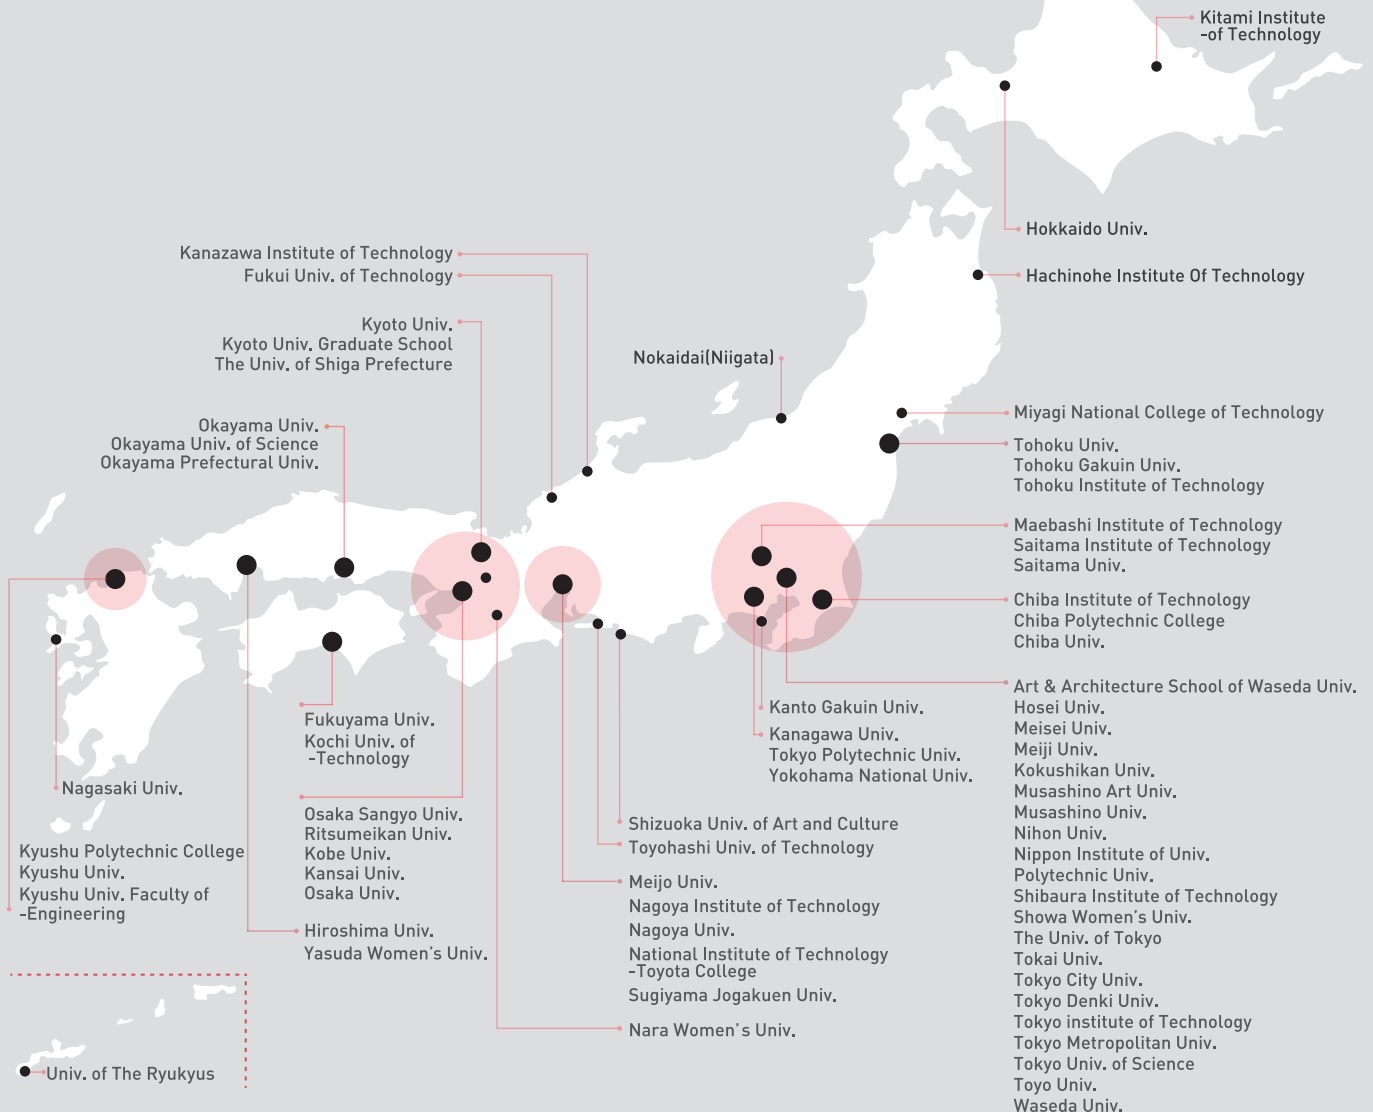 Kitami Institute
-of Technology
Hokkaido Univ.
Hachinohe Institute Of Technology
Kanazawa Institute of Technology
Fukui Univ. of Technology
Kyoto Univ.
Kyoto Univ. Graduate School
The Univ. of Shiga Prefecture
Nokaidai(Niigata)
Okayama Univ.
Okayama Univ. of Science
Okayama Prefectural Univ.
Miyagi National College of Technology
Tohoku Univ.
Tohoku Gakuin Univ.
Tohoku Institute of Technology
Maebashi Institute of Technology
Saitama Institute of Technology
Saitama Univ.
Chiba Institute of Technology
Chiba Polytechnic College
Chiba Univ.
Art & Architecture School of Waseda Univ.
Hosei Univ.
Meisei Univ.
Meiji Univ.
Kokushikan Univ.
Musashino Art Univ.
Musashino Univ.
Nihon Univ.
Nippon Institute of Univ.
Polytechnic Univ.
Shibaura Institute of Technology
Showa Women's Univ.
The Univ. of Tokyo
Tokai Univ.
Tokyo City Univ.
Tokyo Denki Univ.
Tokyo institute of Technology
Tokyo Metropolitan Univ.
Tokyo Univ. of Science
Toyo Univ.
Waseda Univ.
Kanto Gakuin Univ.
Kanagawa Univ.
Tokyo Polytechnic Univ.
Yokohama National Univ.
Fukuyama Univ.
Kochi Univ. of
-Technology
Nagasaki Univ.
Osaka Sangyo Univ.
Ritsumeikan Univ.
Kobe Univ.
Kansai Univ.
Osaka Univ.
Shizuoka Univ. of Art and Culture
Toyohashi Univ. of Technology
Meijo Univ.
Nagoya Institute of Technology
Nagoya Univ.
National Institute of Technology
-Toyota College
Sugiyama Jogakuen Univ.
Nara Women's Univ.
Kyushu Polytechnic College
Kyushu Univ.
Kyushu Univ. Faculty of
-Engineering
Hiroshima Univ.
Yasuda Women's Univ.
Univ. of The Ryukyus